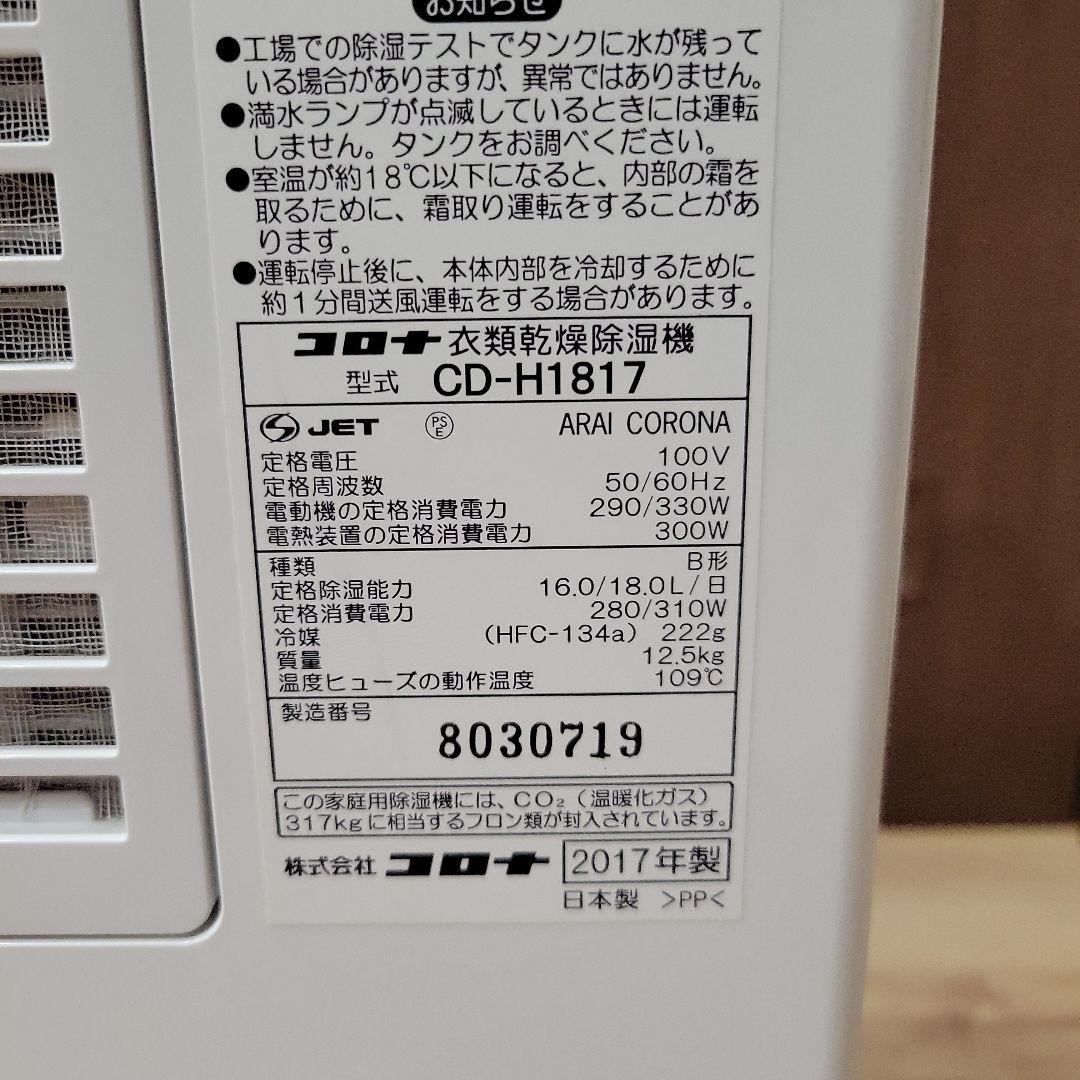 お知らせ
●工場での除湿テストでタンクに水が残って
いる場合がありますが、異常ではありません。
●満水ランプが点滅しているときには運転
しません。タンクをお調べください。
●室温が約18℃以下になると、内部の霜を
取るために、霜取り運転をすることがあ
ります。
●運転停止後に、本体内部を冷却するために
約1分間送風運転をする場合があります。
コロナ衣類乾燥除湿機
型式 CD-H1817
S JET PSE ARAI CORONA
定格電圧 100V
定格周波数 50/60Hz
電動機の定格消費電力 290/330W
電熱装置の定格消費電力 300W
種類 B形
定格除湿能力 16.0/18.0L/日
定格消費電力 280/310W
冷媒 (HFC-134a) 222g
質量 12.5kg
温度ヒューズの動作温度 109℃
製造番号
8030719
この家庭用除湿機には、CO₂(温暖化ガス)
317kgに相当するフロン類が封入されています。
株式会社 コロナ 2017年製
日本製 >PP<